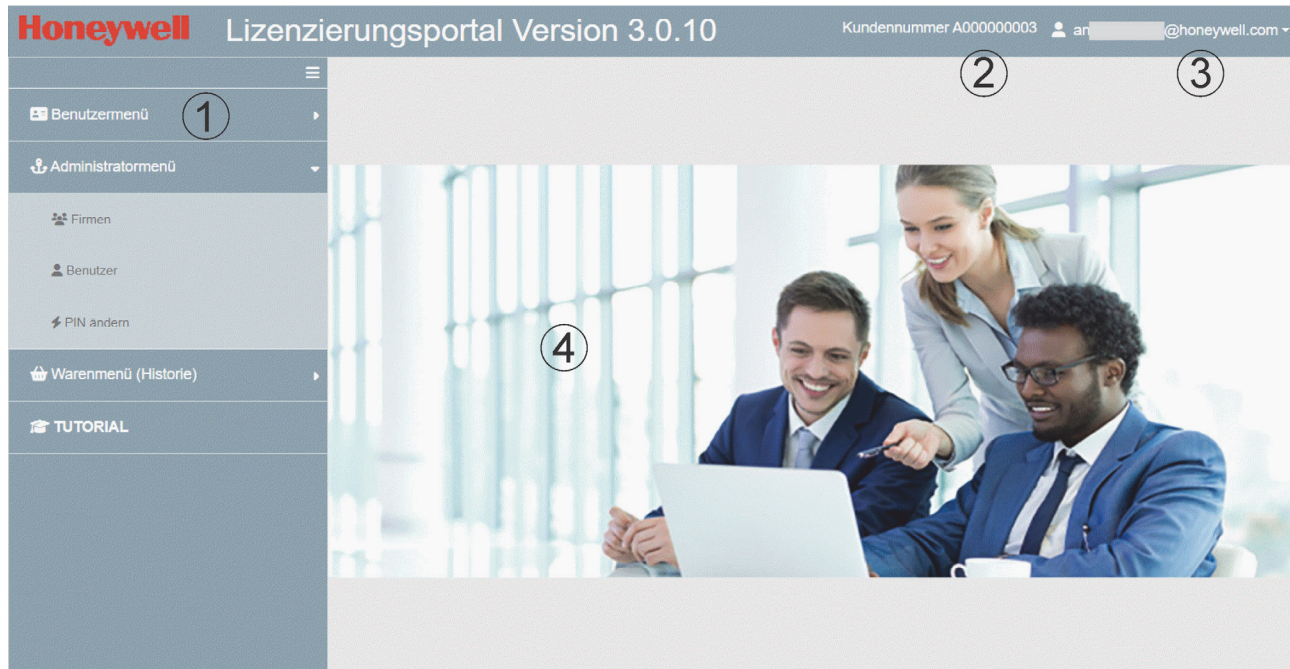 Honeywell Lizenzierungsportal Version 3.0.10 Kundennummer A000000003 an @honeywell.com
② ③
Benutzermenü ①
Administratormenü
Firmen
Benutzer
PIN ändern
④
Warenmenü (Historie)
TUTORIAL